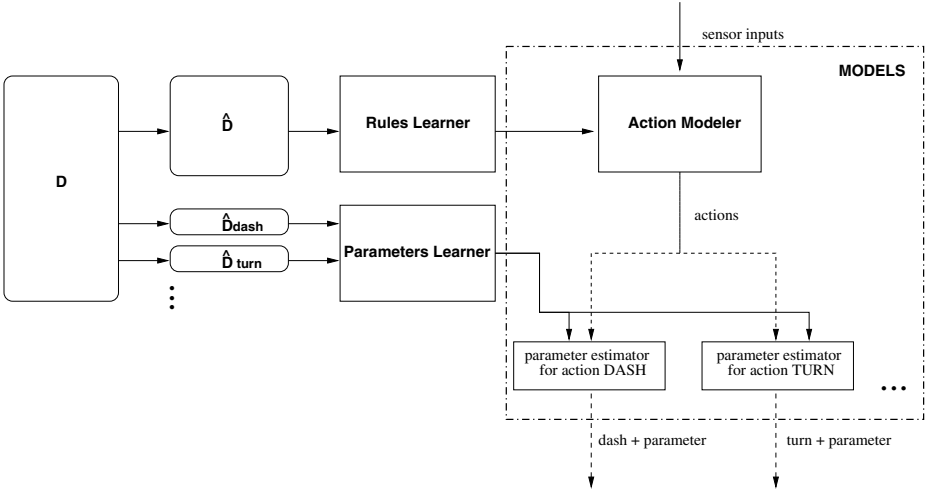 sensor inputs
MODELS
D
D̂
Rules Learner
Action Modeler
actions
D̂dash
D̂ turn
Parameters Learner
parameter estimator
for action DASH
parameter estimator
for action TURN
dash + parameter
turn + parameter